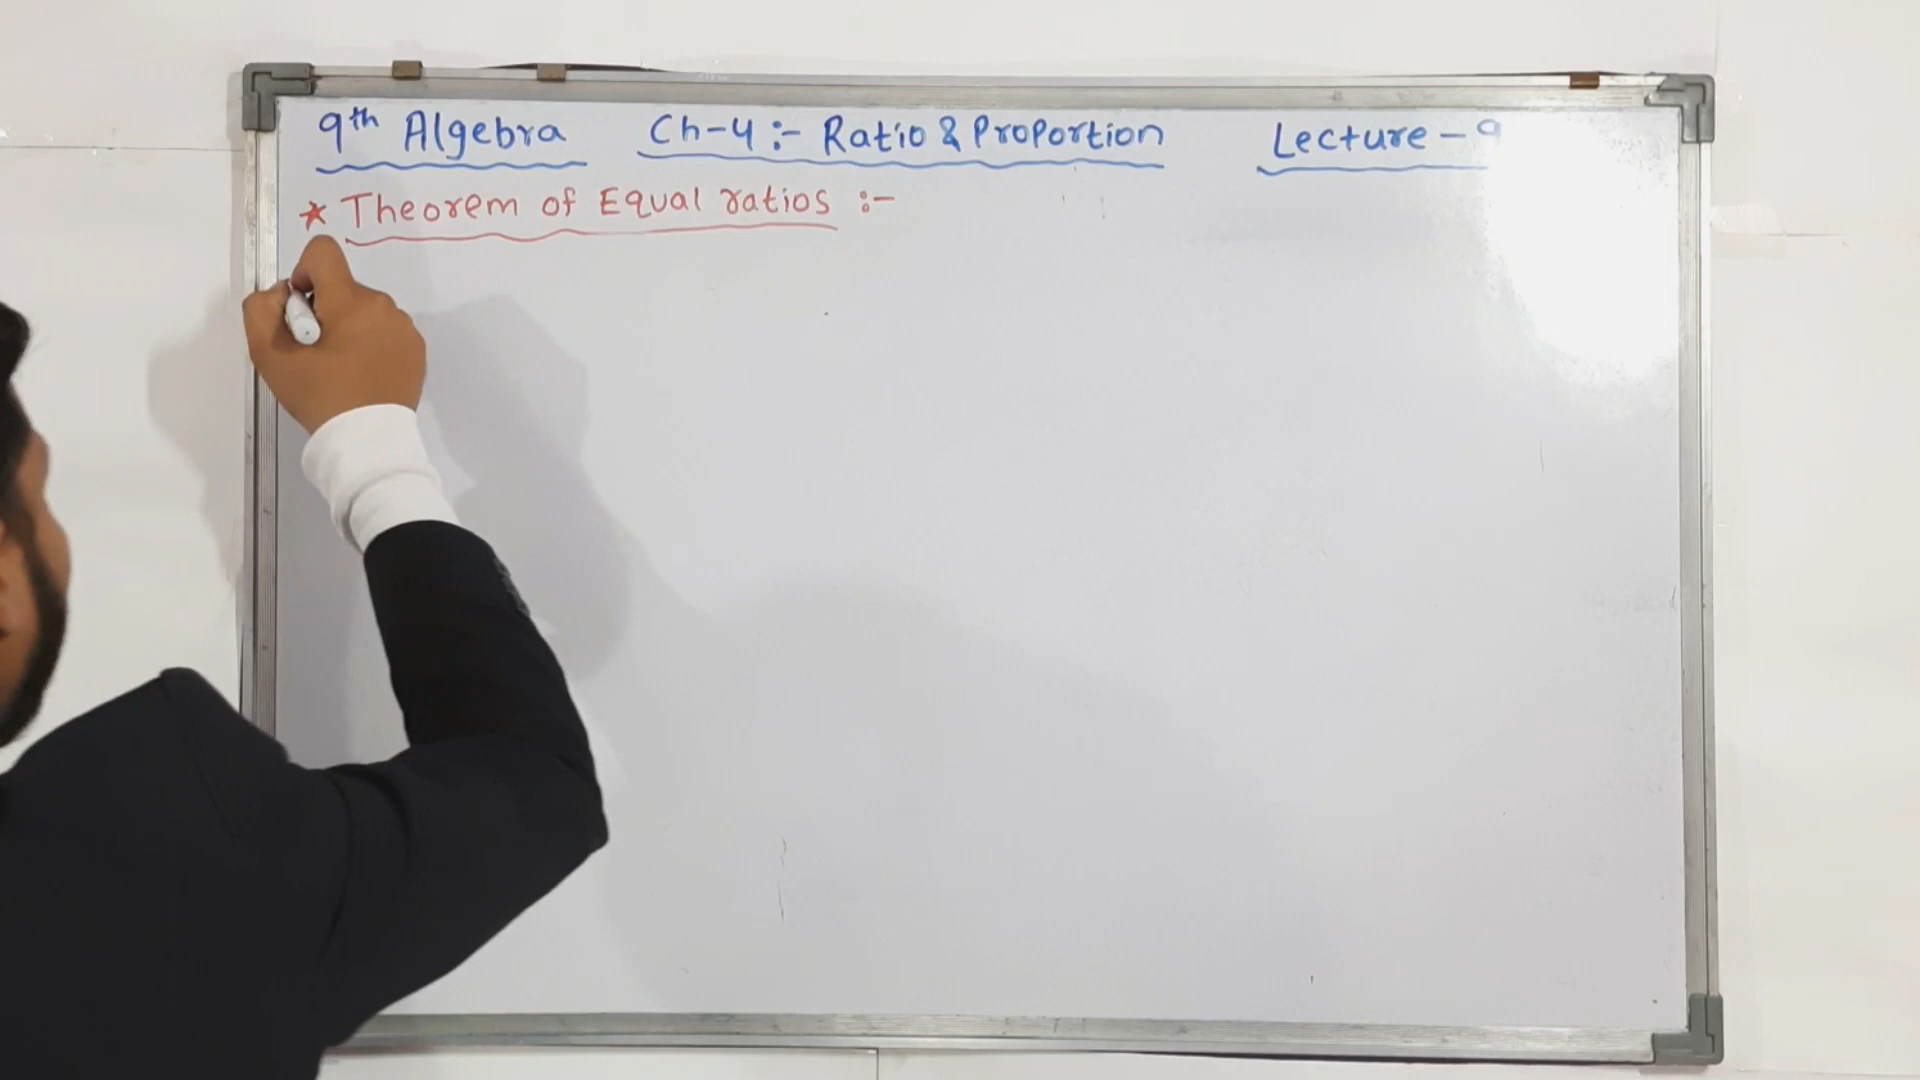 9th Algebra Ch-4 :- Ratio & Proportion Lecture - 9
* Theorem of Equal ratios :-